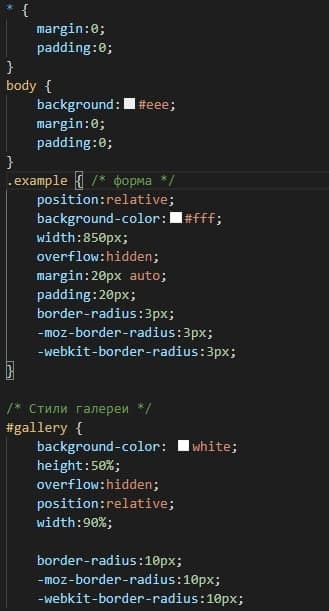 * {
    margin:0;
    padding:0;
}
body {
    background:#eee;
    margin:0;
    padding:0;
}
.example { /* форма */
    position:relative;
    background-color:#fff;
    width:850px;
    overflow:hidden;
    margin:20px auto;
    padding:20px;
    border-radius:3px;
    -moz-border-radius:3px;
    -webkit-border-radius:3px;
}

/* Стили галереи */
#gallery {
    background-color: white;
    height:50%;
    overflow:hidden;
    position:relative;
    width:90%;

    border-radius:10px;
    -moz-border-radius:10px;
    -webkit-border-radius:10px;